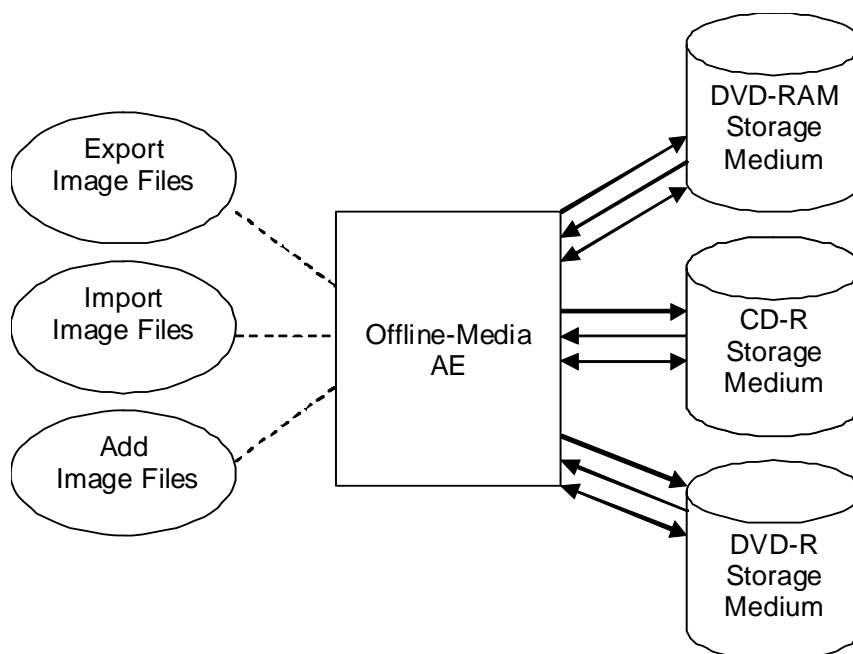 Export
Image Files
Import
Image Files
Add
Image Files
Offline-Media
AE
DVD-RAM
Storage
Medium
CD-R
Storage
Medium
DVD-R
Storage
Medium